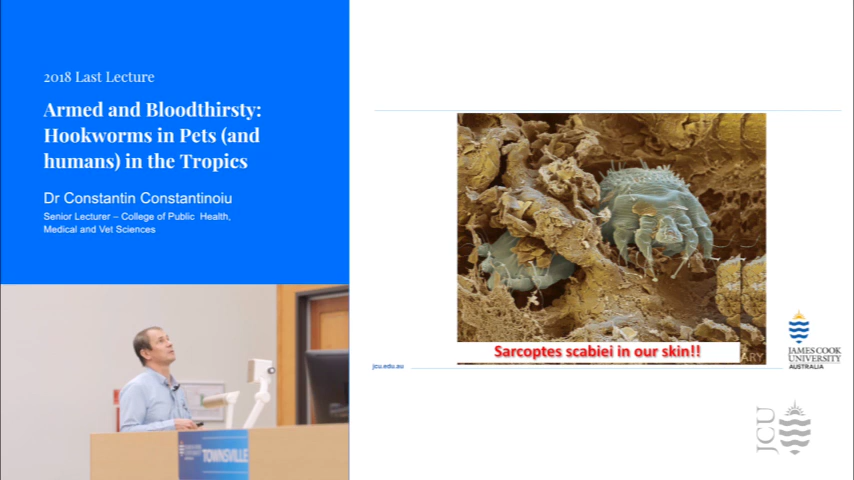 2018 Last Lecture
Armed and Bloodthirsty:
Hookworms in Pets (and
humans) in the Tropics
Dr Constantin Constantinoiu
Senior Lecturer – College of Public Health,
Medical and Vet Sciences
TOWNSVILLE
Sarcoptes scabiei in our skin!!
ARY
jcu.edu.au
JAMES COOK
UNIVERSITY
AUSTRALIA
JCU